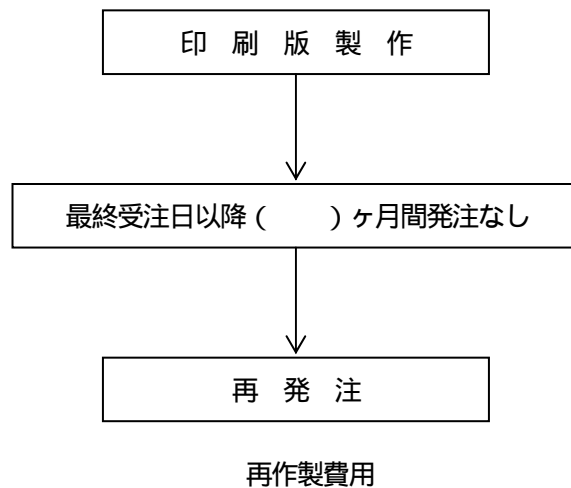 印 刷 版 製 作
最終受注日以降 (　　) ヶ月間発注なし
再 発 注
再作製費用